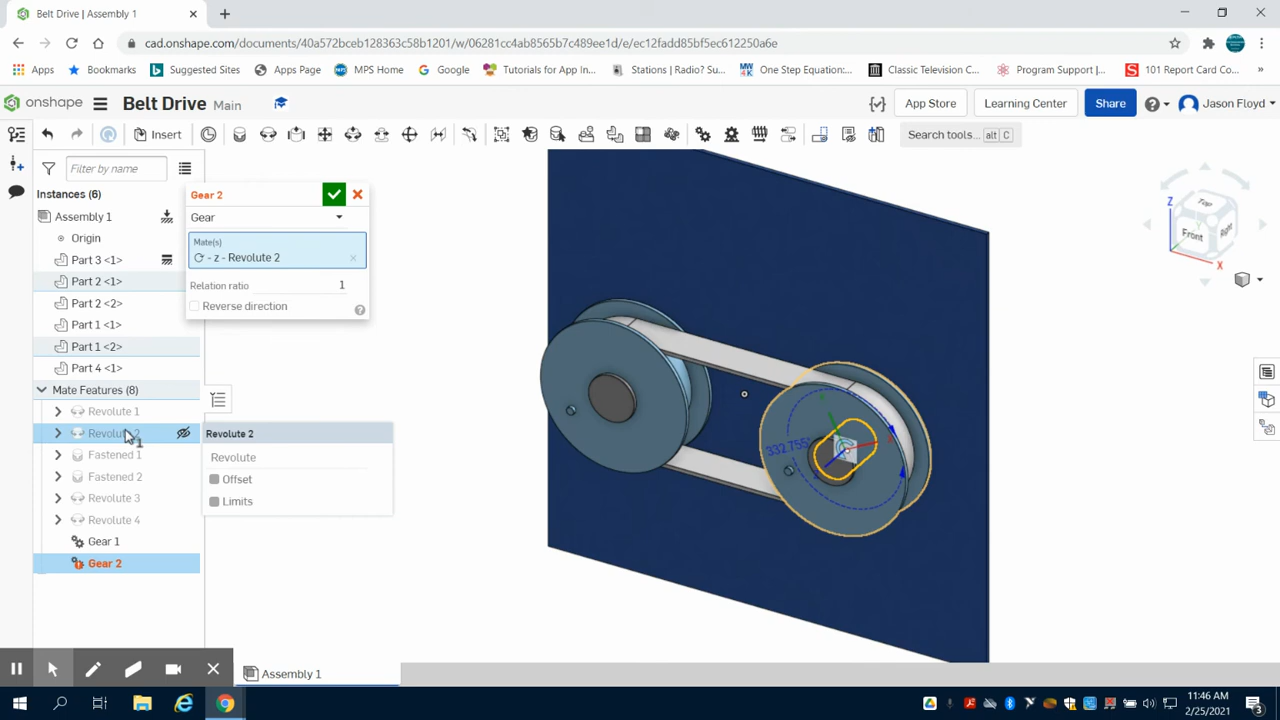 Belt Drive | Assembly 1
cad.onshape.com/documents/40a572bceb128363c58b1201/w/06281cc4ab8565b7c489ee1d/e/ec12fadd85bf5ec612250a6e
Apps
Bookmarks
Suggested Sites
Apps Page
MPS Home
Google
Tutorials for App In...
Stations | Radio? Su...
One Step Equation:...
Classic Television C...
Program Support |...
101 Report Card Co...
»
onshape
Belt Drive Main
App Store
Learning Center
Share
Jason Floyd
Insert
Search tools... alt C
Filter by name
Instances (6)
Assembly 1
Origin
Part 3 <1>
Part 2 <1>
Part 2 <2>
Part 1 <1>
Part 1 <2>
Part 4 <1>
Mate Features (8)
Revolute 1
Fastened 1
Fastened 2
Revolute 3
Revolute 4
Gear 1
Gear 2
Gear 2
Gear
Mate(s)
- z - Revolute 2
Relation ratio 1
Reverse direction
Revolute 2
Revolute
Offset
Limits
332.755°
Top
Front
Right
Z
X
Assembly 1
11:46 AM
2/25/2021
3